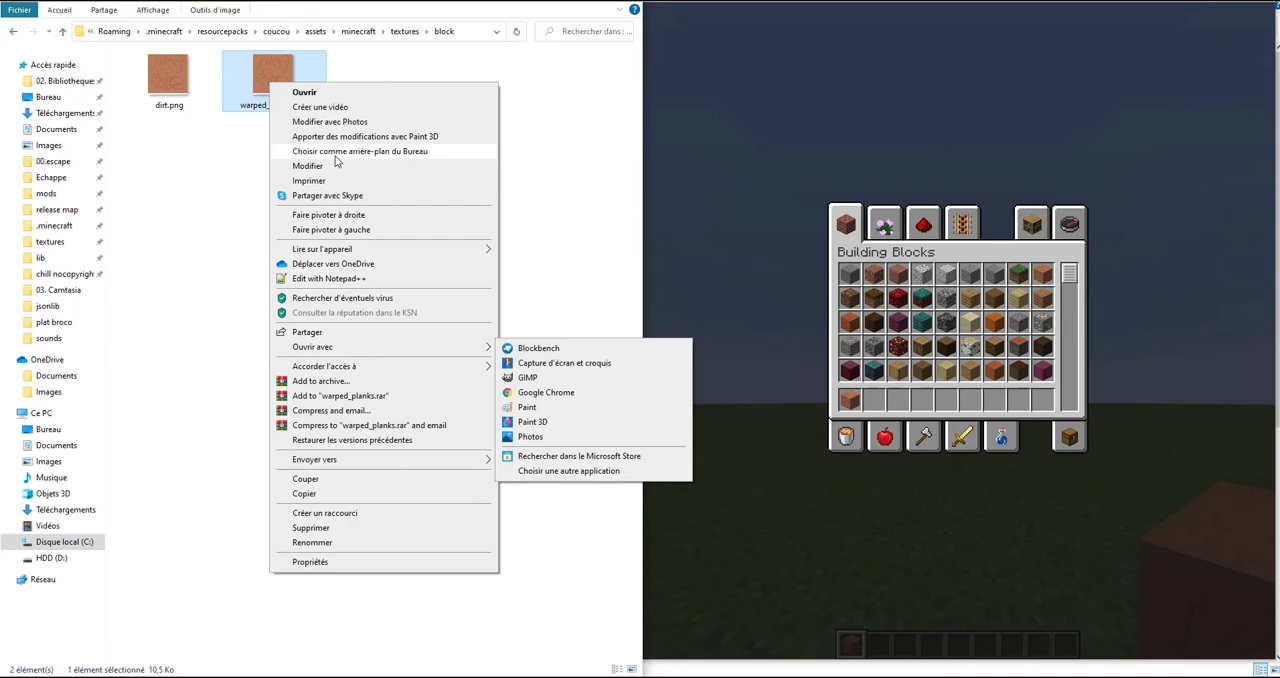 Fichier Accueil Partage Affichage Outils d'image
« Roaming › .minecraft › resourcepacks › coucou › assets › minecraft › textures › block
Rechercher dans : ...
Accès rapide
02. Bibliotheques
Bureau
Téléchargements
Documents
Images
00.escape
Echappe
mods
release map
.minecraft
textures
lib
chill nocopyright
03. Camtasia
jsonlib
plat broco
sounds
OneDrive
Documents
Images
Ce PC
Bureau
Documents
Images
Musique
Objets 3D
Téléchargements
Vidéos
Disque local (C:)
HDD (D:)
Réseau
dirt.png
warped_
Ouvrir
Créer une vidéo
Modifier avec Photos
Apporter des modifications avec Paint 3D
Choisir comme arrière-plan du Bureau
Modifier
Imprimer
Partager avec Skype
Faire pivoter à droite
Faire pivoter à gauche
Lire sur l'appareil
Déplacer vers OneDrive
Edit with Notepad++
Rechercher d'éventuels virus
Consulter la réputation dans le KSN
Partager
Ouvrir avec
Accorder l'accès à
Add to archive...
Add to "warped_planks.rar"
Compress and email...
Compress to "warped_planks.rar" and email
Restaurer les versions précédentes
Envoyer vers
Couper
Copier
Créer un raccourci
Supprimer
Renommer
Propriétés
Blockbench
Capture d'écran et croquis
GIMP
Google Chrome
Paint
Paint 3D
Photos
Rechercher dans le Microsoft Store
Choisir une autre application
Building Blocks
2 élément(s) 1 élément sélectionné 10,5 Ko